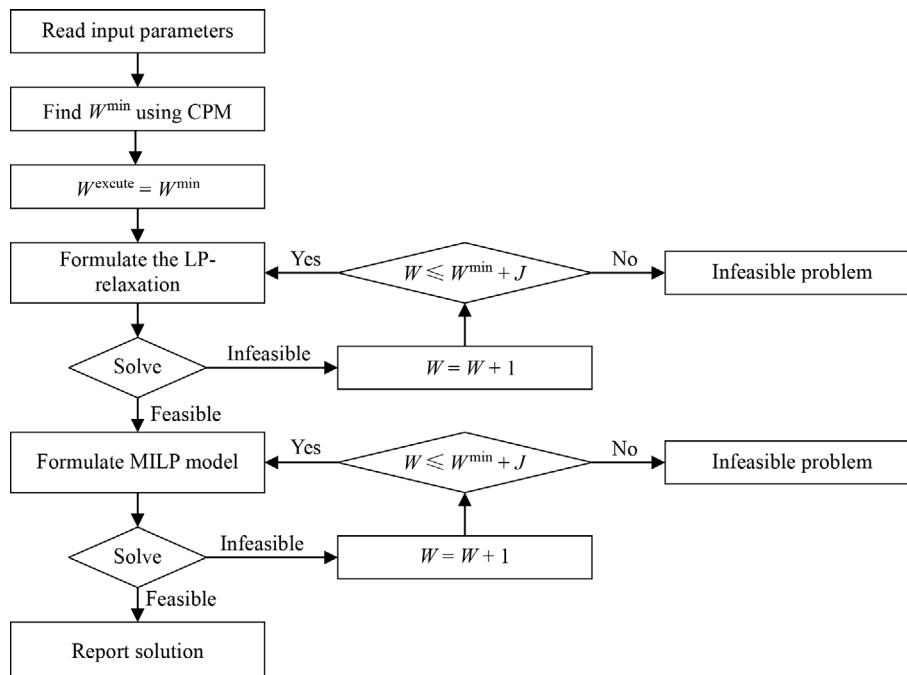 Read input parameters
Find W^min using CPM
W^excute = W^min
Formulate the LP-
relaxation
Yes
W ⩽ W^min + J
No
Infeasible problem
Solve
Infeasible
W = W + 1
Feasible
Formulate MILP model
Yes
W ⩽ W^min + J
No
Infeasible problem
Solve
Infeasible
W = W + 1
Feasible
Report solution